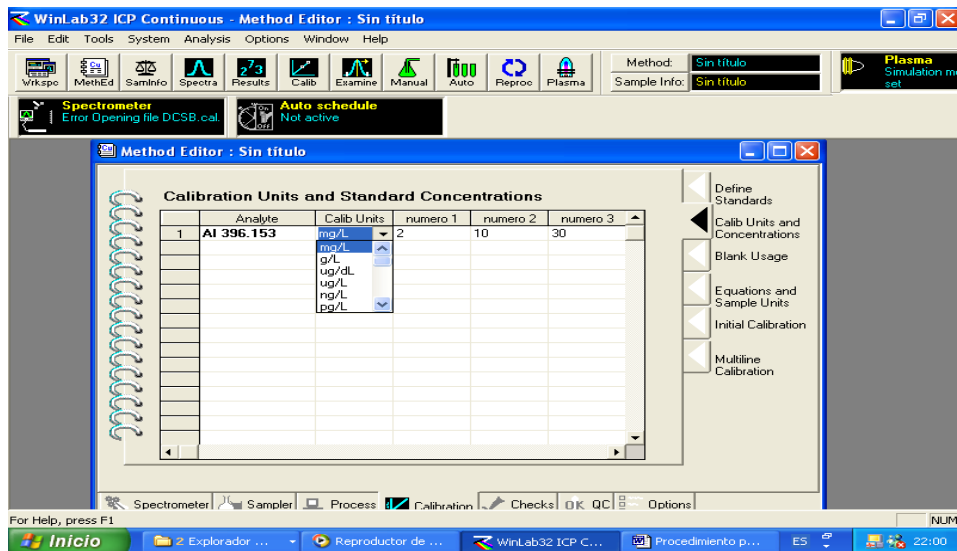 WinLab32 ICP Continuous - Method Editor : Sin título
File Edit Tools System Analysis Options Window Help
Wrkspc MethEd SamInfo Spectra Results Calib Examine Manual Auto Reproc Plasma
Method: Sin título
Sample Info: Sin título
Plasma
Simulation m
set
Spectrometer
Error Opening file DCSB.cal.
Auto schedule
Not active
Method Editor : Sin título
Calibration Units and Standard Concentrations
Analyte Calib Units numero 1 numero 2 numero 3
1 Al 396.153 mg/L 2 10 30
mg/L
g/L
ug/dL
ug/L
ng/L
pg/L
Define
Standards
Calib Units and
Concentrations
Blank Usage
Equations and
Sample Units
Initial Calibration
Multiline
Calibration
Spectrometer Sampler Process Calibration Checks OK QC Options
For Help, press F1
NUM
Inicio 2 Explorador ... Reproductor de ... WinLab32 ICP C... Procedimiento p... ES 22:00